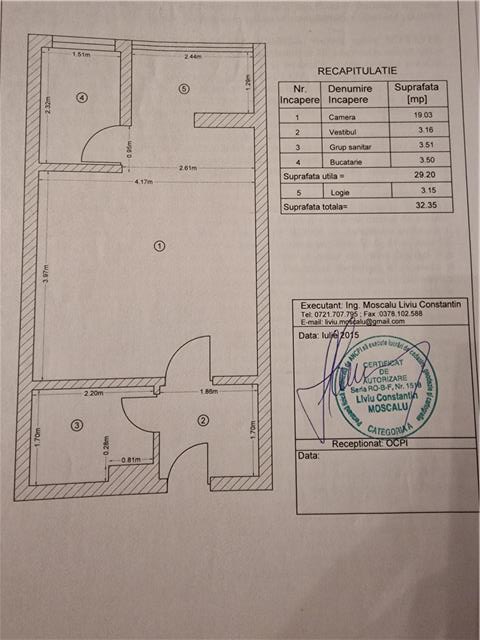 1.51m
2.44m
2.32m
4
5
1.29m
0.95m
2.61m
4.17m
1
3.97m
2.20m
1.86m
1.70m
3
2
1.70m
0.28m
0.81m
RECAPITULATIE
Nr. Incapere Denumire Incapere Suprafata [mp]
1 Camera 19.03
2 Vestibul 3.16
3 Grup sanitar 3.51
4 Bucatarie 3.50
Suprafata utila = 29.20
5 Logie 3.15
Suprafata totala= 32.35
Executant: Ing. Moscalu Liviu Constantin
Tel: 0721.707.795 ; Fax :0378.102.588
E-mail: liviu.moscalu@gmail.com
Data: Iulie 2015
CERTIFICAT
DE
AUTORIZARE
Seria RO-B-F, Nr. 1516
LIVIU CONSTANTIN
MOSCALU
CATEGORIA A
Receptionat: OCPI
Data: